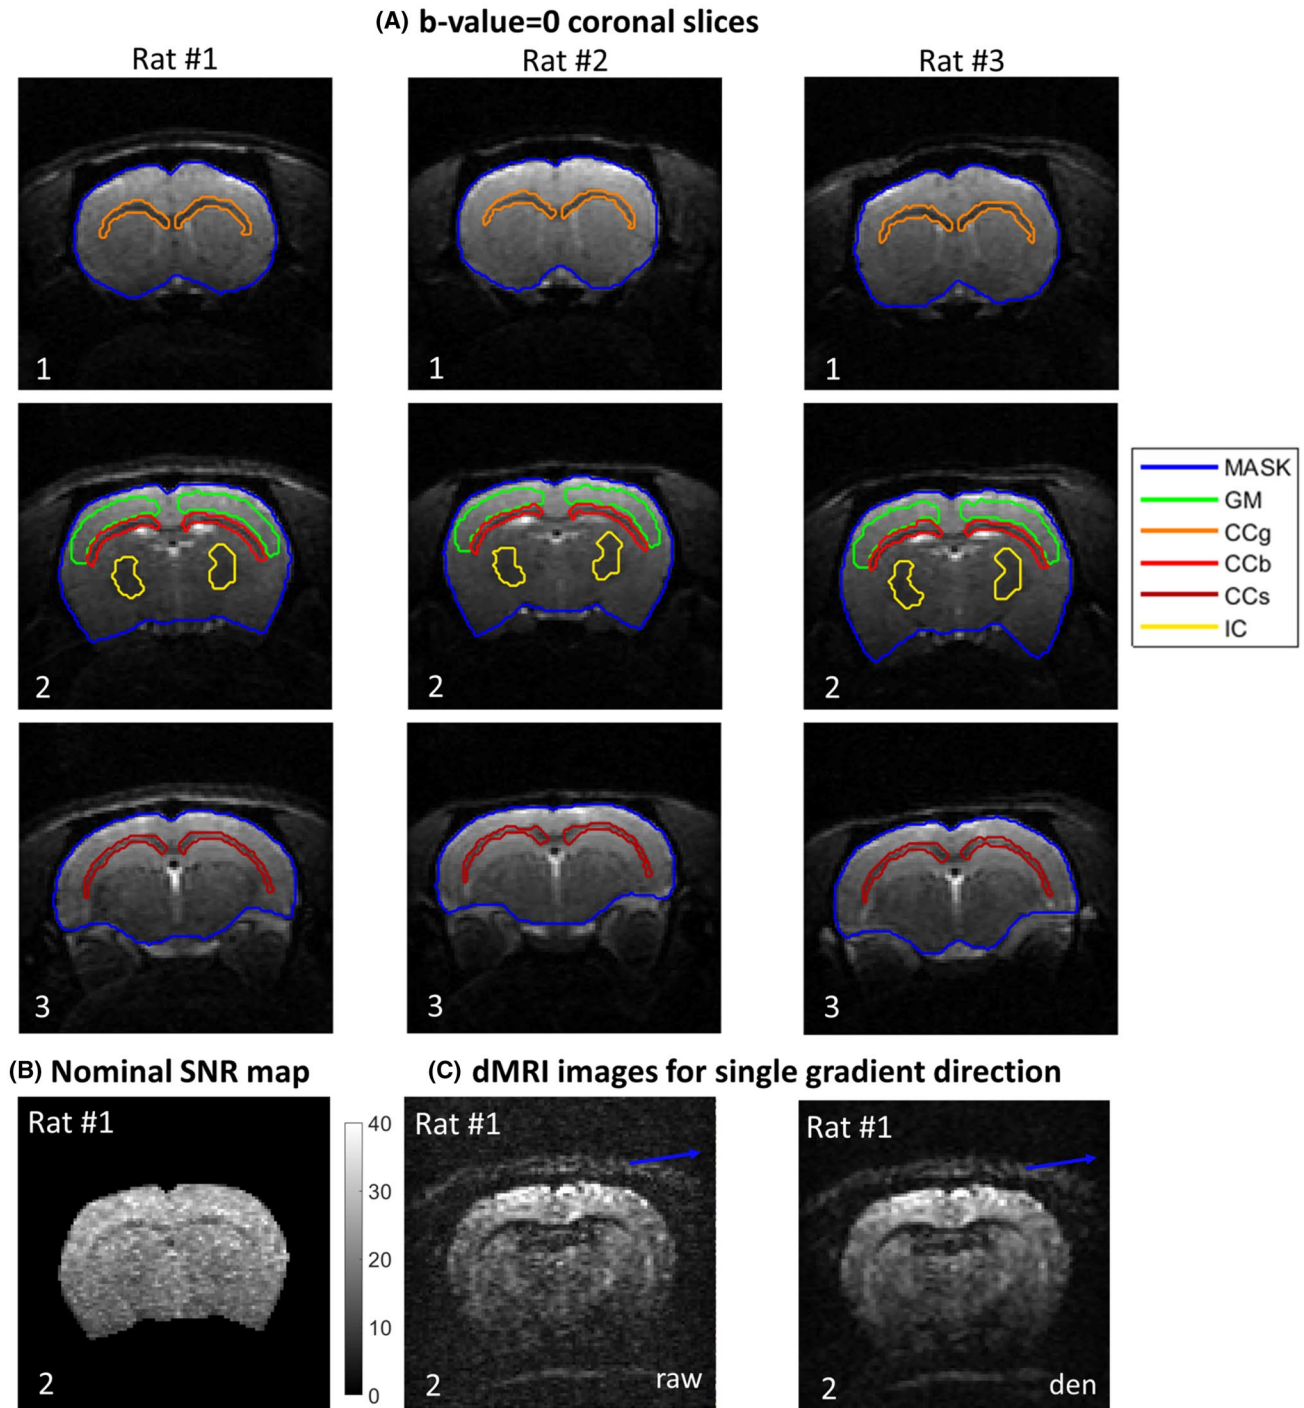 (A) b-value=0 coronal slices
Rat #1
Rat #2
Rat #3
1
1
1
2
2
2
MASK
GM
CCg
CCb
CCs
IC
3
3
3
(B) Nominal SNR map
(C) dMRI images for single gradient direction
Rat #1
40
30
20
10
0
2
Rat #1
2
raw
Rat #1
2
den